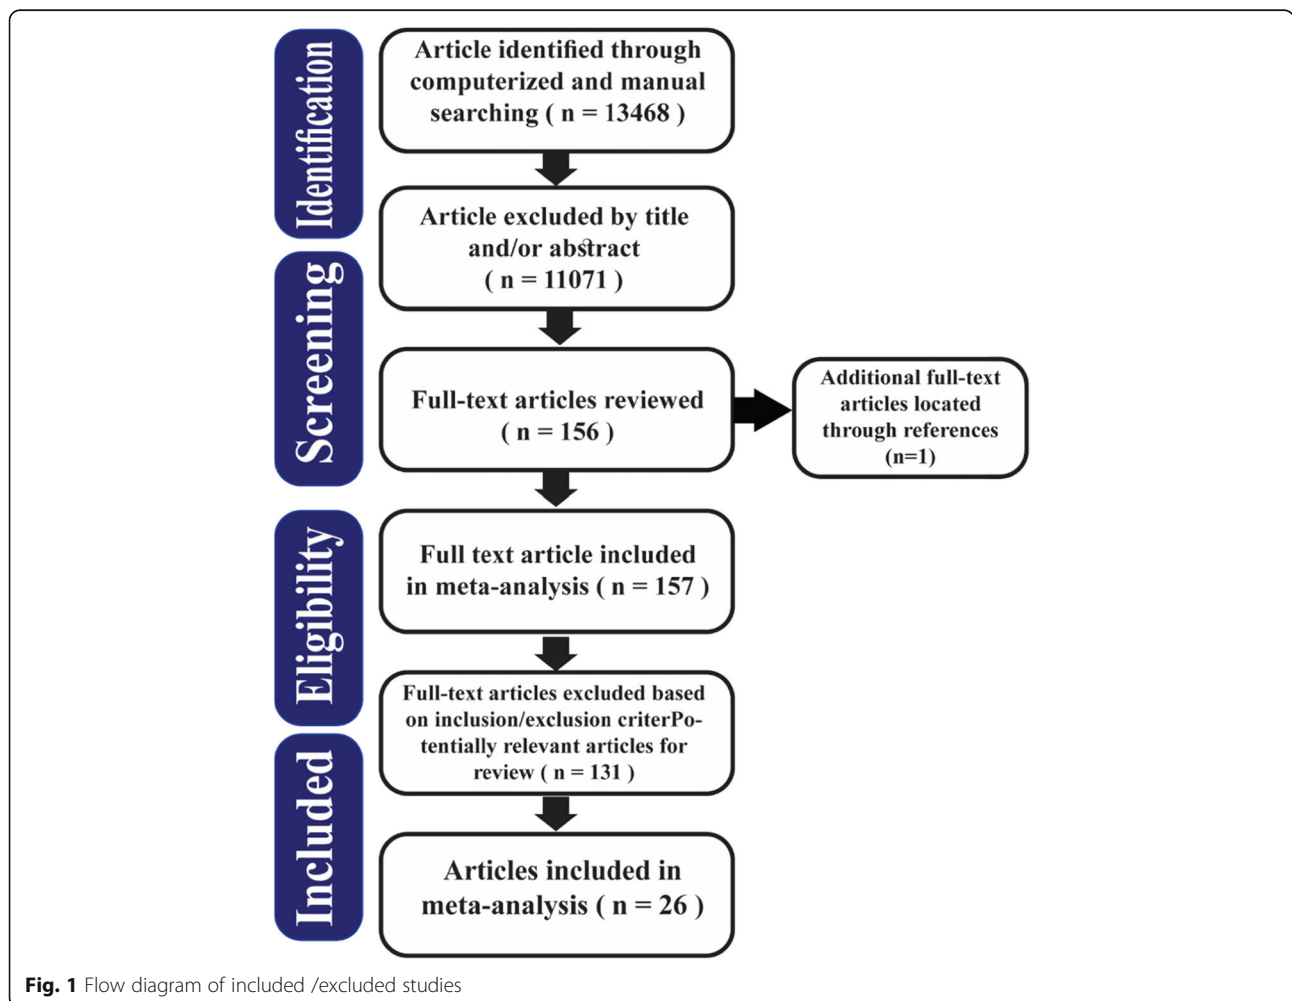 Identification
Screening
Eligibility
Included
Article identified through
computerized and manual
searching ( n = 13468 )
Article excluded by title
and/or abstract
( n = 11071 )
Full-text articles reviewed
( n = 156 )
Additional full-text
articles located
through references
(n=1)
Full text article included
in meta-analysis ( n = 157 )
Full-text articles excluded based
on inclusion/exclusion criterPo-
tentially relevant articles for
review ( n = 131 )
Articles included in
meta-analysis ( n = 26 )
Fig. 1 Flow diagram of included /excluded studies